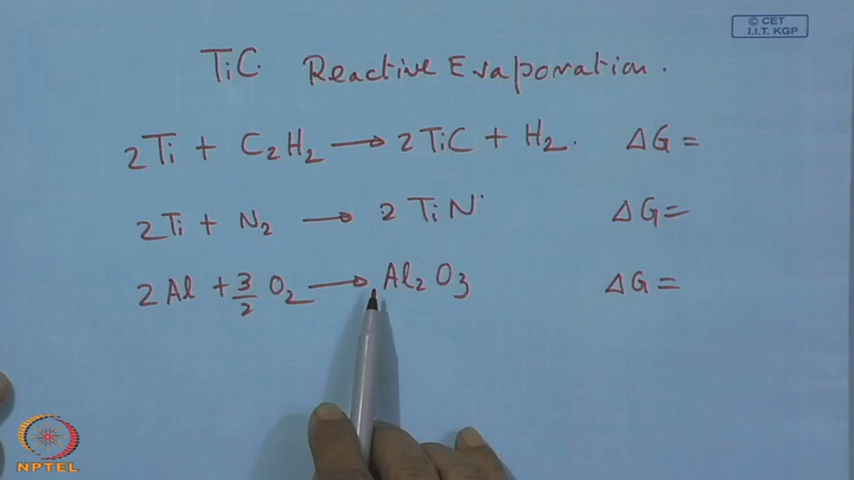 © CET
I.I.T. KGP
TiC Reactive Evaporation.
2Ti + C₂H₂ → 2TiC + H₂. ΔG =
2Ti + N₂ → 2TiN ΔG =
2Al + 3/2 O₂ → Al₂O₃ ΔG =
NPTEL